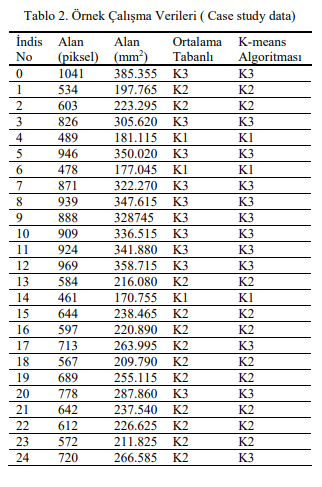 Tablo 2. Örnek Çalışma Verileri ( Case study data)
İndis Alan Alan Ortalama K-means
No (piksel) (mm²) Tabanlı Algoritması
0 1041 385.355 K3 K3
1 534 197.765 K2 K2
2 603 223.295 K2 K2
3 826 305.620 K3 K3
4 489 181.115 K1 K1
5 946 350.020 K3 K3
6 478 177.045 K1 K1
7 871 322.270 K3 K3
8 939 347.615 K3 K3
9 888 328745 K3 K3
10 909 336.515 K3 K3
11 924 341.880 K3 K3
12 969 358.715 K3 K3
13 584 216.080 K2 K2
14 461 170.755 K1 K1
15 644 238.465 K2 K2
16 597 220.890 K2 K2
17 713 263.995 K2 K3
18 567 209.790 K2 K2
19 689 255.115 K2 K2
20 778 287.860 K3 K3
21 642 237.540 K2 K2
22 612 226.625 K2 K2
23 572 211.825 K2 K2
24 720 266.585 K2 K3